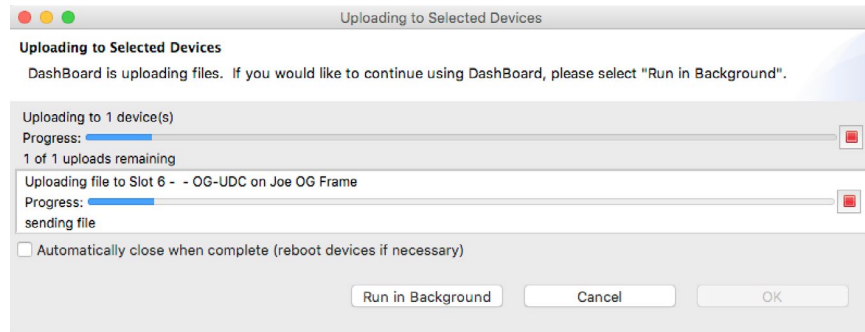 Uploading to Selected Devices
Uploading to Selected Devices
DashBoard is uploading files. If you would like to continue using DashBoard, please select "Run in Background".
Uploading to 1 device(s)
Progress:
1 of 1 uploads remaining
Uploading file to Slot 6 - - OG-UDC on Joe OG Frame
Progress:
sending file
Automatically close when complete (reboot devices if necessary)
Run in Background Cancel OK